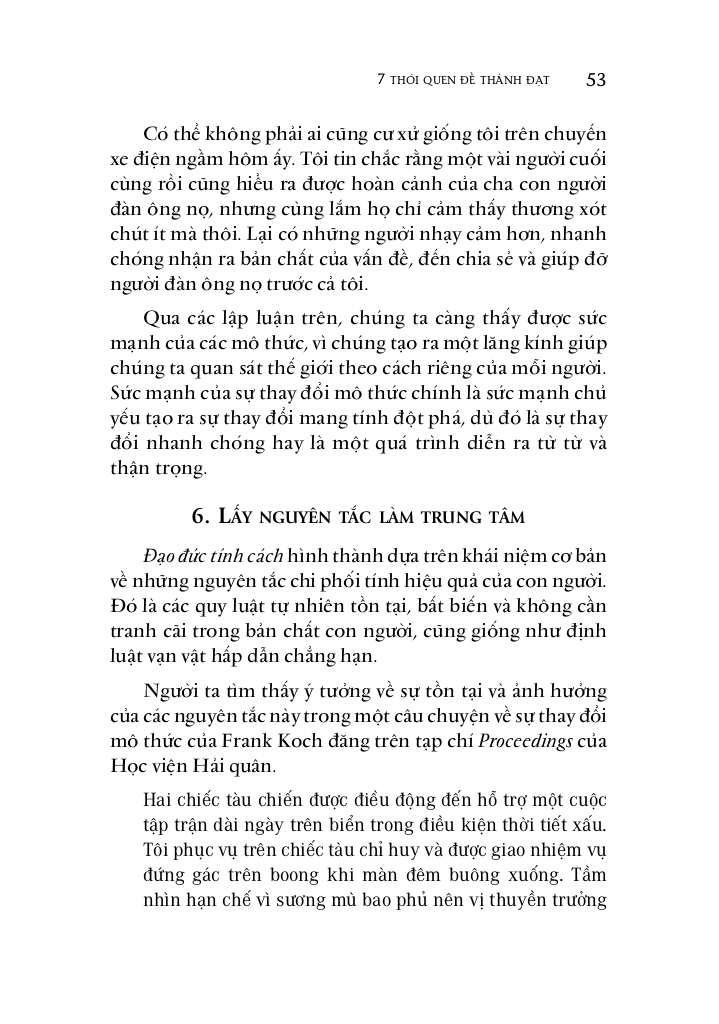 7 THÓI QUEN ĐỂ THÀNH ĐẠT 53
Có thể không phải ai cũng cư xử giống tôi trên chuyến
xe điện ngầm hôm ấy. Tôi tin chắc rằng một vài người cuối
cùng rồi cũng hiểu ra được hoàn cảnh của cha con người
đàn ông nọ, nhưng cùng lắm họ chỉ cảm thấy thương xót
chút ít mà thôi. Lại có những người nhạy cảm hơn, nhanh
chóng nhận ra bản chất của vấn đề, đến chia sẻ và giúp đỡ
người đàn ông nọ trước cả tôi.
Qua các lập luận trên, chúng ta càng thấy được sức
mạnh của các mô thức, vì chúng tạo ra một lăng kính giúp
chúng ta quan sát thế giới theo cách riêng của mỗi người.
Sức mạnh của sự thay đổi mô thức chính là sức mạnh chủ
yếu tạo ra sự thay đổi mang tính đột phá, dù đó là sự thay
đổi nhanh chóng hay là một quá trình diễn ra từ từ và
thận trọng.
6. LẤY NGUYÊN TẮC LÀM TRUNG TÂM
Đạo đức tính cách hình thành dựa trên khái niệm cơ bản
về những nguyên tắc chi phối tính hiệu quả của con người.
Đó là các quy luật tự nhiên tồn tại, bất biến và không cần
tranh cãi trong bản chất con người, cũng giống như định
luật vạn vật hấp dẫn chẳng hạn.
Người ta tìm thấy ý tưởng về sự tồn tại và ảnh hưởng
của các nguyên tắc này trong một câu chuyện về sự thay đổi
mô thức của Frank Koch đăng trên tạp chí Proceedings của
Học viện Hải quân.
Hai chiếc tàu chiến được điều động đến hỗ trợ một cuộc
tập trận dài ngày trên biển trong điều kiện thời tiết xấu.
Tôi phục vụ trên chiếc tàu chỉ huy và được giao nhiệm vụ
đứng gác trên boong khi màn đêm buông xuống. Tầm
nhìn hạn chế vì sương mù bao phủ nên vị thuyền trưởng